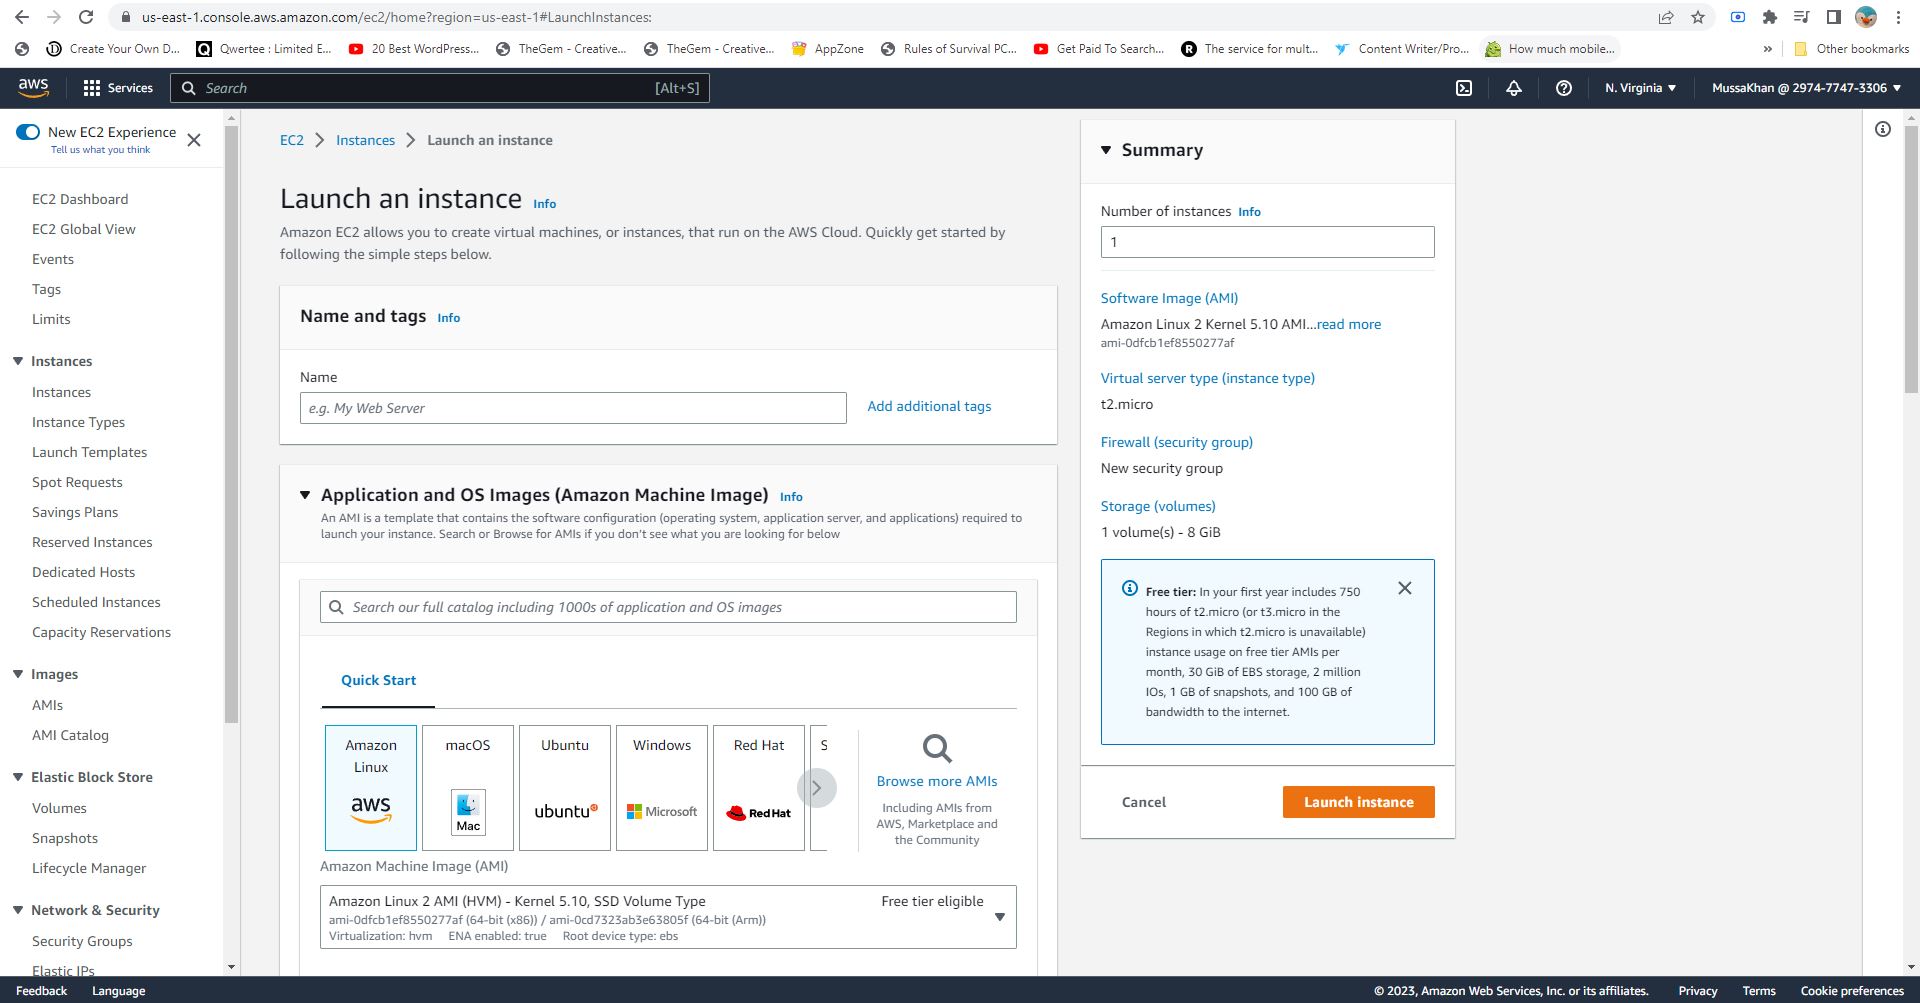 us-east-1.console.aws.amazon.com/ec2/home?region=us-east-1#LaunchInstances:
Create Your Own D...
Qwertee : Limited E...
20 Best WordPress...
TheGem - Creative...
TheGem - Creative...
AppZone
Rules of Survival PC...
Get Paid To Search...
The service for mult...
Content Writer/Pro...
How much mobile...
»
Other bookmarks
aws
Services
Search
[Alt+S]
N. Virginia
MussaKhan @ 2974-7747-3306
New EC2 Experience
Tell us what you think
EC2 Dashboard
EC2 Global View
Events
Tags
Limits
Instances
Instances
Instance Types
Launch Templates
Spot Requests
Savings Plans
Reserved Instances
Dedicated Hosts
Scheduled Instances
Capacity Reservations
Images
AMIs
AMI Catalog
Elastic Block Store
Volumes
Snapshots
Lifecycle Manager
Network & Security
Security Groups
Elastic IPs
EC2 > Instances > Launch an instance
Launch an instance Info
Amazon EC2 allows you to create virtual machines, or instances, that run on the AWS Cloud. Quickly get started by
following the simple steps below.
Name and tags Info
Name
e.g. My Web Server
Add additional tags
Application and OS Images (Amazon Machine Image) Info
An AMI is a template that contains the software configuration (operating system, application server, and applications) required to
launch your instance. Search or Browse for AMIs if you don't see what you are looking for below
Search our full catalog including 1000s of application and OS images
Quick Start
Amazon
Linux
aws
macOS
Mac
Ubuntu
ubuntu
Windows
Microsoft
Red Hat
Red Hat
S
Browse more AMIs
Including AMIs from
AWS, Marketplace and
the Community
Amazon Machine Image (AMI)
Amazon Linux 2 AMI (HVM) - Kernel 5.10, SSD Volume Type
Free tier eligible
ami-0dfcb1ef8550277af (64-bit (x86)) / ami-0cd7323ab3e63805f (64-bit (Arm))
Virtualization: hvm ENA enabled: true Root device type: ebs
Summary
Number of instances Info
1
Software Image (AMI)
Amazon Linux 2 Kernel 5.10 AMI...read more
ami-0dfcb1ef8550277af
Virtual server type (instance type)
t2.micro
Firewall (security group)
New security group
Storage (volumes)
1 volume(s) - 8 GiB
Free tier: In your first year includes 750
hours of t2.micro (or t3.micro in the
Regions in which t2.micro is unavailable)
instance usage on free tier AMIs per
month, 30 GiB of EBS storage, 2 million
IOs, 1 GB of snapshots, and 100 GB of
bandwidth to the internet.
Cancel
Launch instance
Feedback
Language
© 2023, Amazon Web Services, Inc. or its affiliates.
Privacy
Terms
Cookie preferences